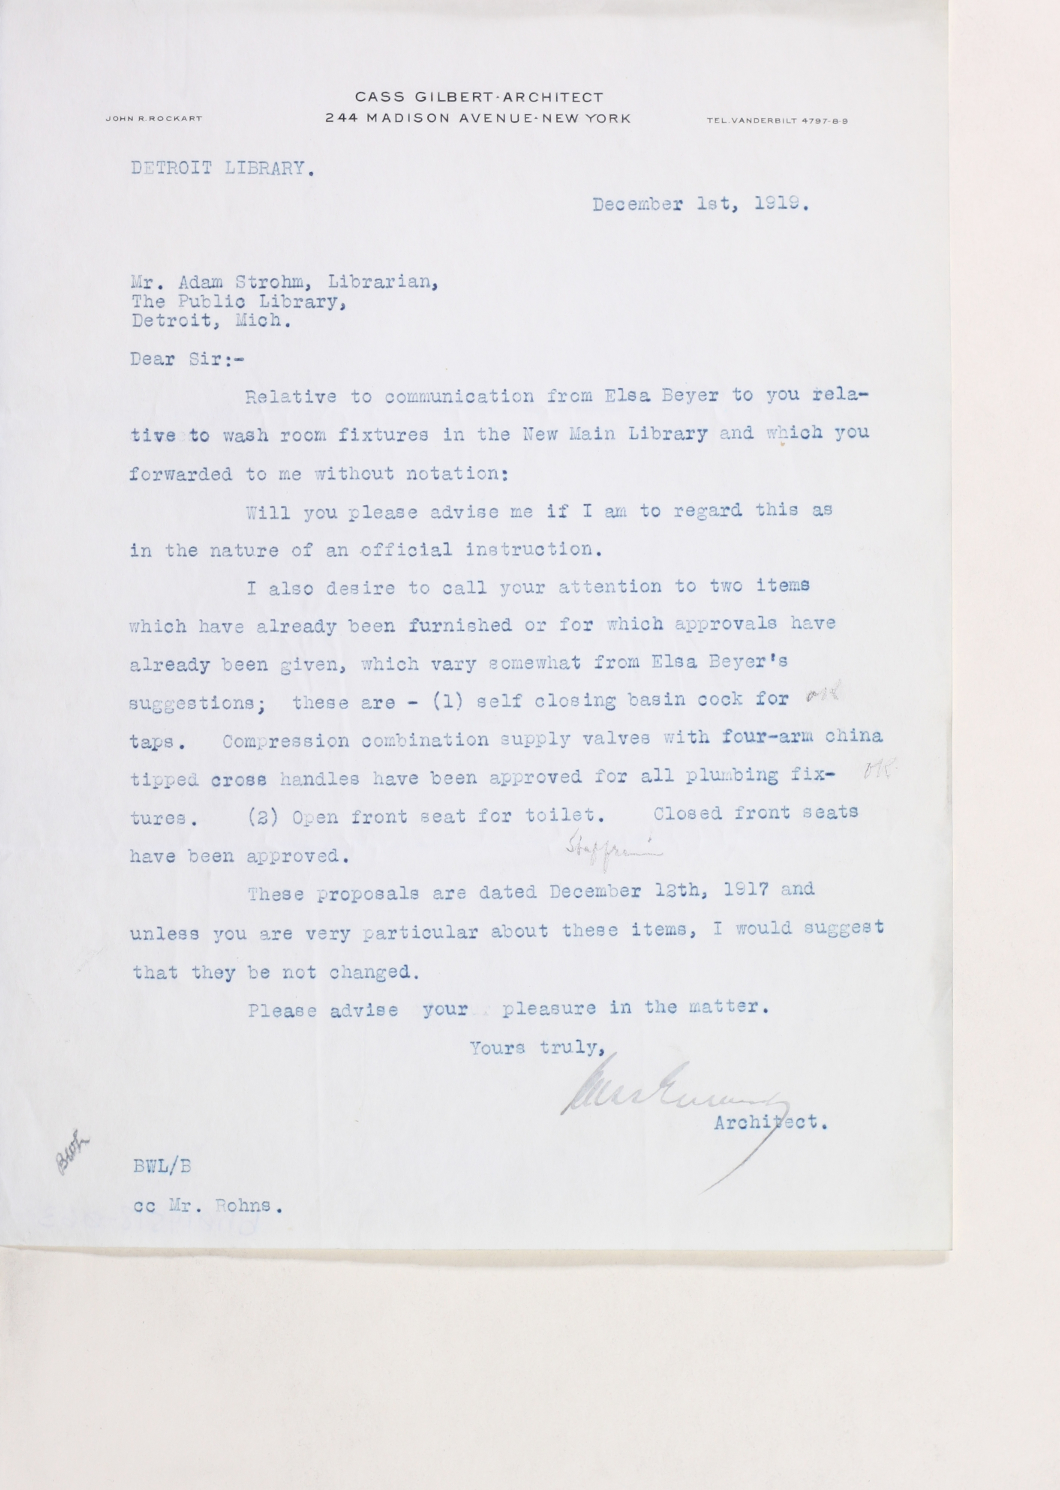 CASS GILBERT·ARCHITECT
JOHN R. ROCKART 244 MADISON AVENUE·NEW YORK TEL. VANDERBILT 4797-8-9
DETROIT LIBRARY.
December 1st, 1919.
Mr. Adam Strohm, Librarian,
The Public Library,
Detroit, Mich.
Dear Sir:-
Relative to communication from Elsa Beyer to you rela-
tive to wash room fixtures in the New Main Library and which you
forwarded to me without notation:
Will you please advise me if I am to regard this as
in the nature of an official instruction.
I also desire to call your attention to two items
which have already been furnished or for which approvals have
already been given, which vary somewhat from Elsa Beyer's
suggestions; these are - (1) self closing basin cock for OK
taps. Compression combination supply valves with four-arm china
tipped cross handles have been approved for all plumbing fix- OK
tures. (2) Open front seat for toilet. Closed front seats
have been approved.
These proposals are dated December 12th, 1917 and
unless you are very particular about these items, I would suggest
that they be not changed.
Please advise your pleasure in the matter.
Yours truly,
Architect.
BWL/B
cc Mr. Rohns.